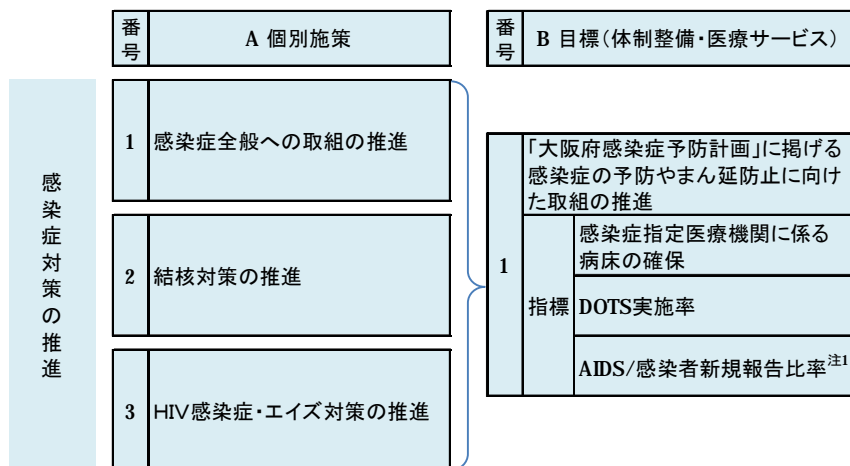 番号
A 個別施策
番号
B 目標(体制整備・医療サービス)
感染症対策の推進
1
感染症全般への取組の推進
2
結核対策の推進
3
HIV感染症・エイズ対策の推進
1
「大阪府感染症予防計画」に掲げる
感染症の予防やまん延防止に向け
た取組の推進
指標
感染症指定医療機関に係る
病床の確保
DOTS実施率
AIDS/感染者新規報告比率注1